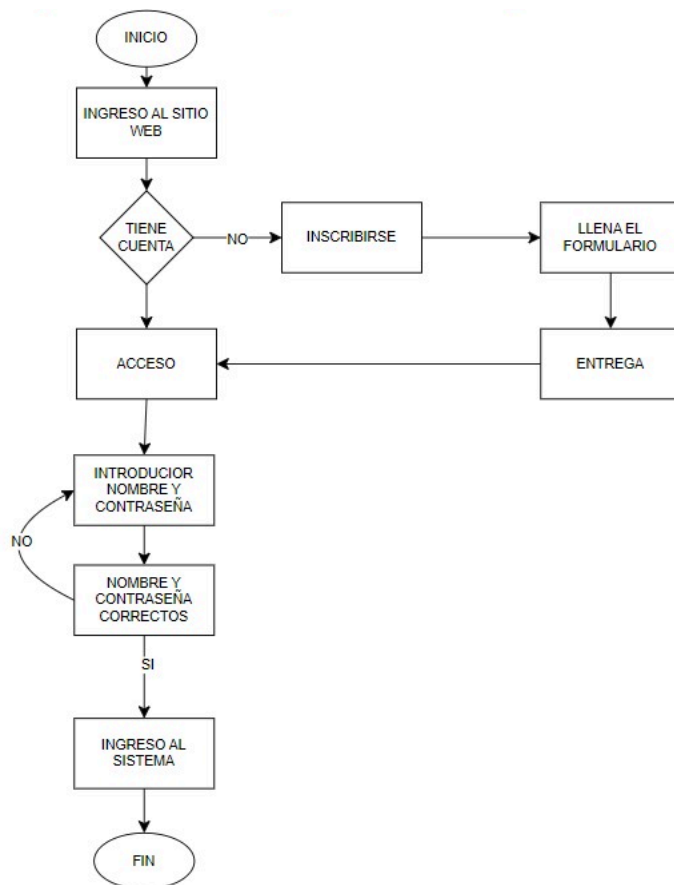 INICIO
INGRESO AL SITIO
WEB
TIENE
CUENTA
NO
INSCRIBIRSE
LLENA EL
FORMULARIO
ACCESO
ENTREGA
INTRODUCIOR
NOMBRE Y
CONTRASEÑA
NO
NOMBRE Y
CONTRASEÑA
CORRECTOS
SI
INGRESO AL
SISTEMA
FIN